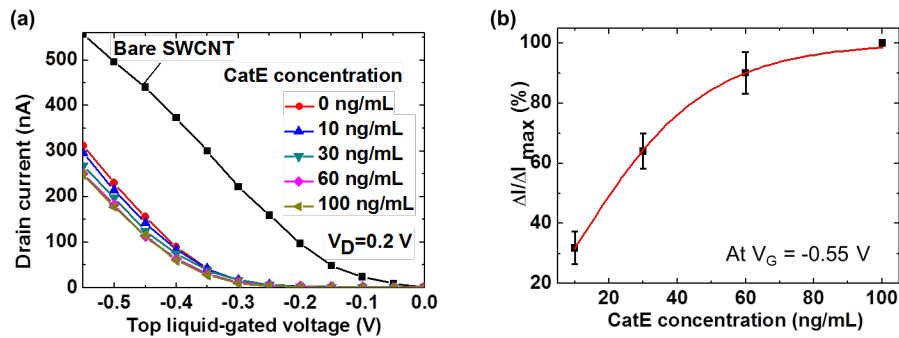 (a)
Bare SWCNT
CatE concentration
0 ng/mL
10 ng/mL
30 ng/mL
60 ng/mL
100 ng/mL
V_D=0.2 V
Drain current (nA)
500
400
300
200
100
0
-0.5 -0.4 -0.3 -0.2 -0.1 0.0
Top liquid-gated voltage (V)
(b)
ΔI/ΔI_max (%)
100
80
60
40
20
At V_G = -0.55 V
20 40 60 80 100
CatE concentration (ng/mL)